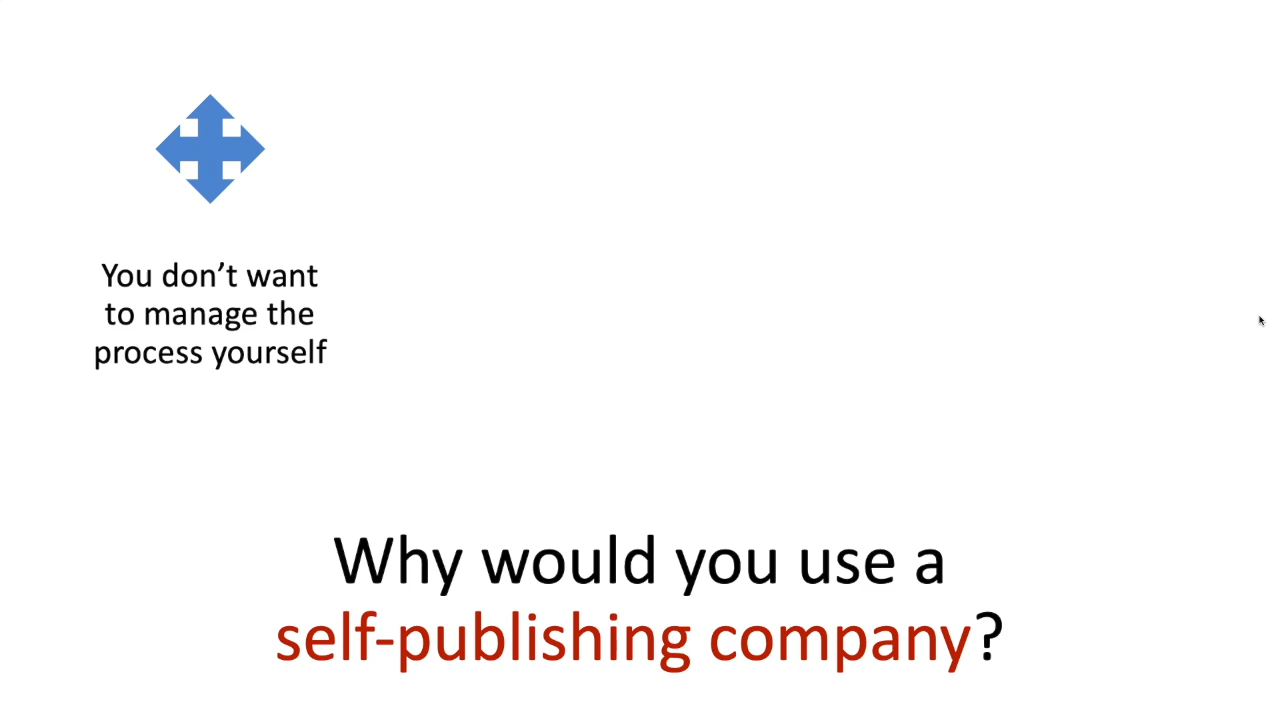 You don’t want
to manage the
process yourself
Why would you use a
self-publishing company?